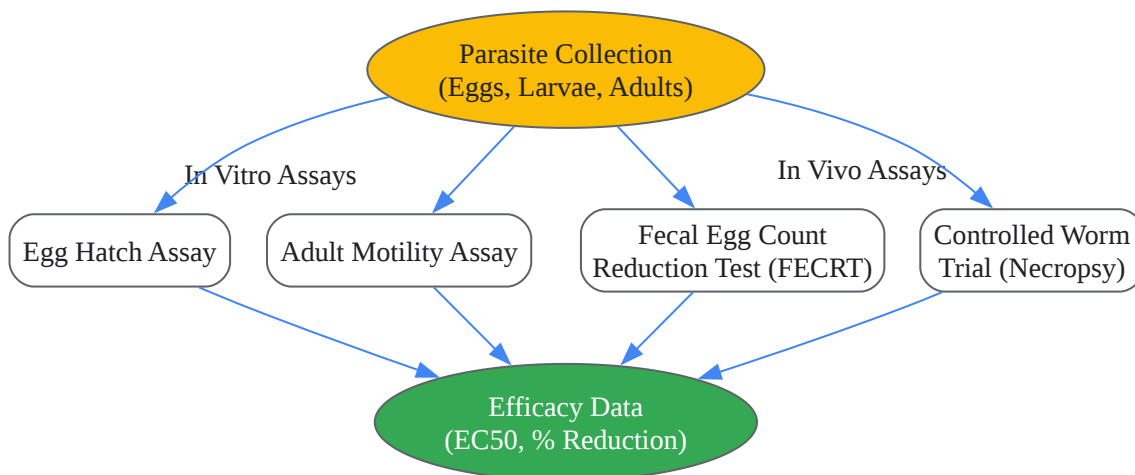 Parasite Collection
(Eggs, Larvae, Adults)
In Vitro Assays
In Vivo Assays
Egg Hatch Assay
Adult Motility Assay
Fecal Egg Count
Reduction Test (FECRT)
Controlled Worm
Trial (Necropsy)
Efficacy Data
(EC50, % Reduction)